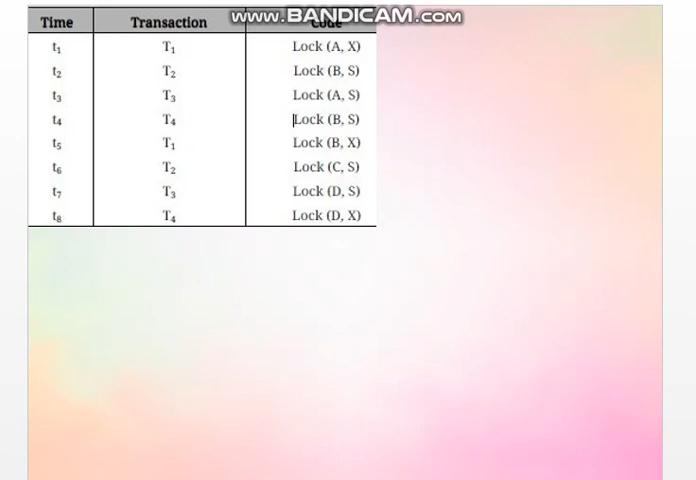 www.BANDICAM.com
Time Transaction Code
t₁ T₁ Lock (A, X)
t₂ T₂ Lock (B, S)
t₃ T₃ Lock (A, S)
t₄ T₄ Lock (B, S)
t₅ T₁ Lock (B, X)
t₆ T₂ Lock (C, S)
t₇ T₃ Lock (D, S)
t₈ T₄ Lock (D, X)